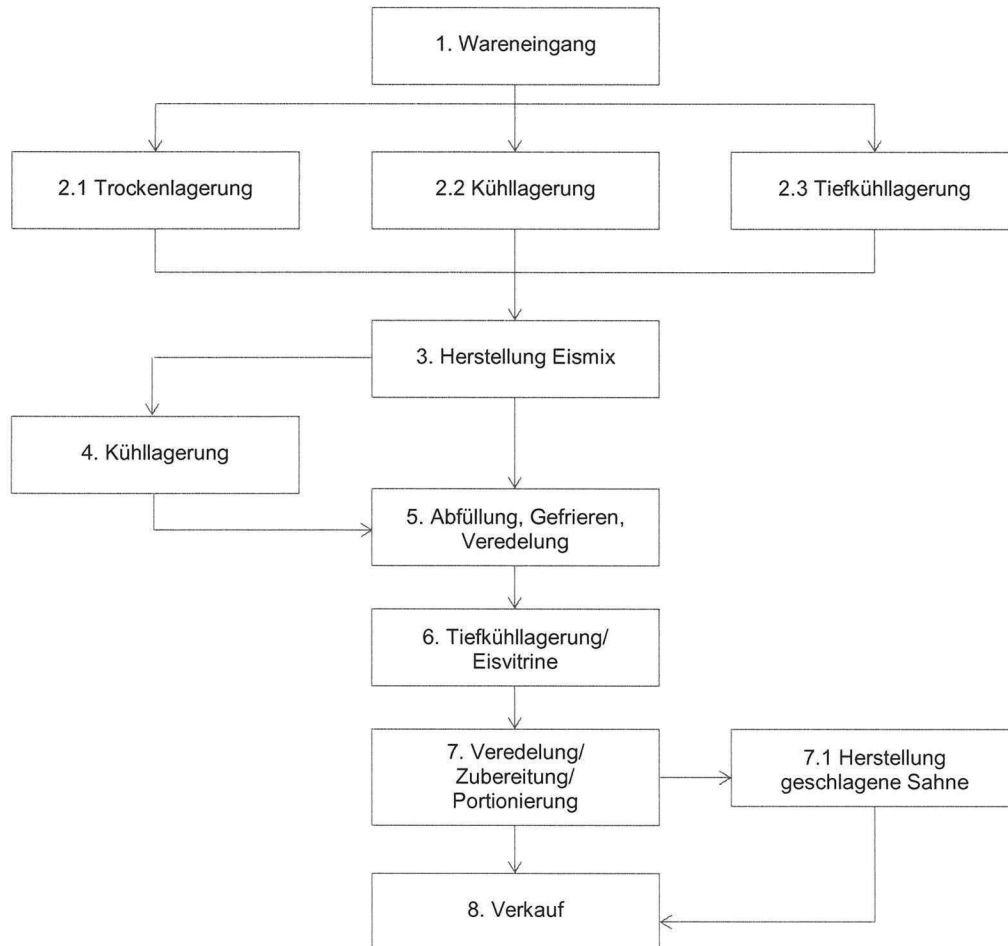 1. Wareneingang
2.1 Trockenlagerung
2.2 Kühllagerung
2.3 Tiefkühllagerung
3. Herstellung Eismix
4. Kühllagerung
5. Abfüllung, Gefrieren,
Veredelung
6. Tiefkühllagerung/
Eisvitrine
7. Veredelung/
Zubereitung/
Portionierung
7.1 Herstellung
geschlagene Sahne
8. Verkauf